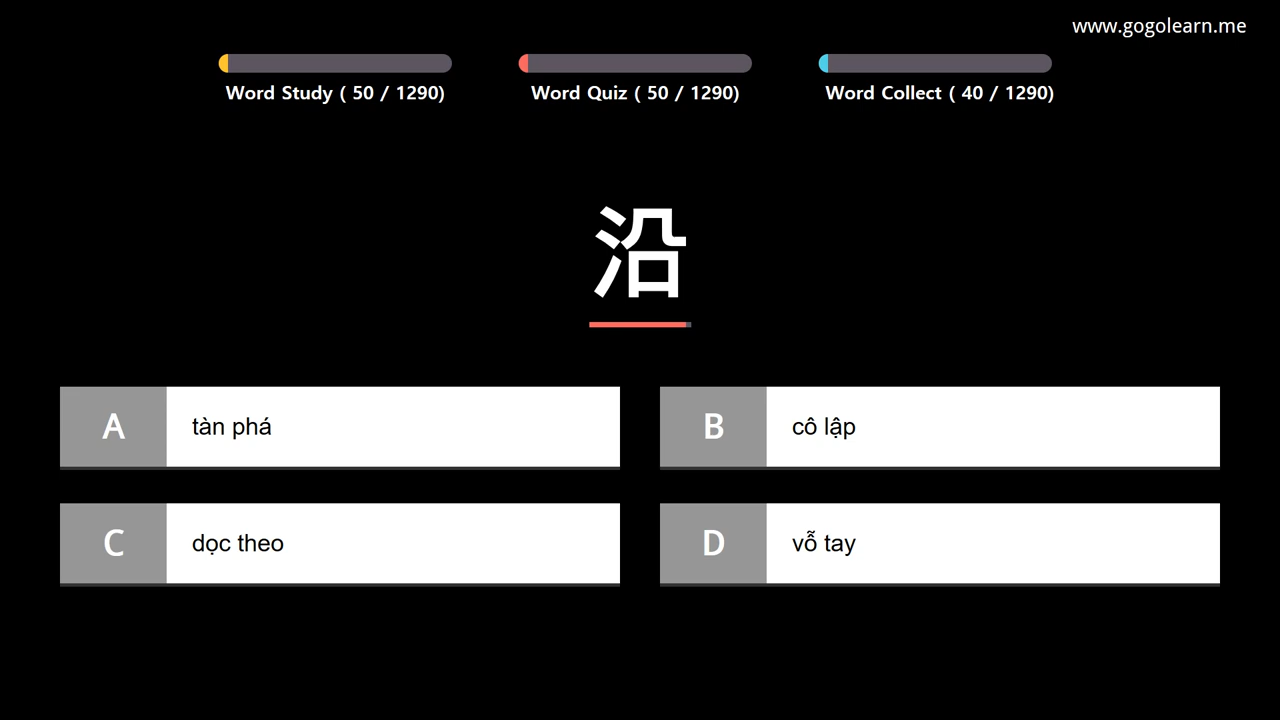 www.gogolearn.me
Word Study ( 50 / 1290)
Word Quiz ( 50 / 1290)
Word Collect ( 40 / 1290)
沿
A tàn phá
B cô lập
C dọc theo
D vỗ tay